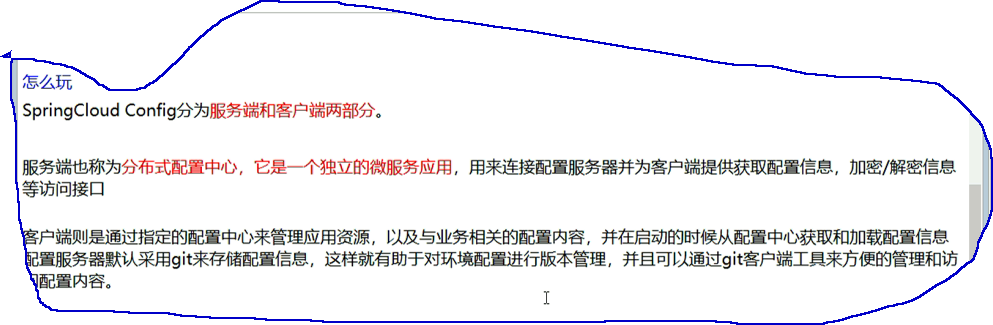 怎么玩
SpringCloud Config分为服务端和客户端两部分。
服务端也称为分布式配置中心，它是一个独立的微服务应用，用来连接配置服务器并为客户端提供获取配置信息，加密/解密信息
等访问接口
客户端则是通过指定的配置中心来管理应用资源，以及与业务相关的配置内容，并在启动的时候从配置中心获取和加载配置信息
配置服务器默认采用git来存储配置信息，这样就有助于对环境配置进行版本管理，并且可以通过git客户端工具来方便的管理和访
问配置内容。